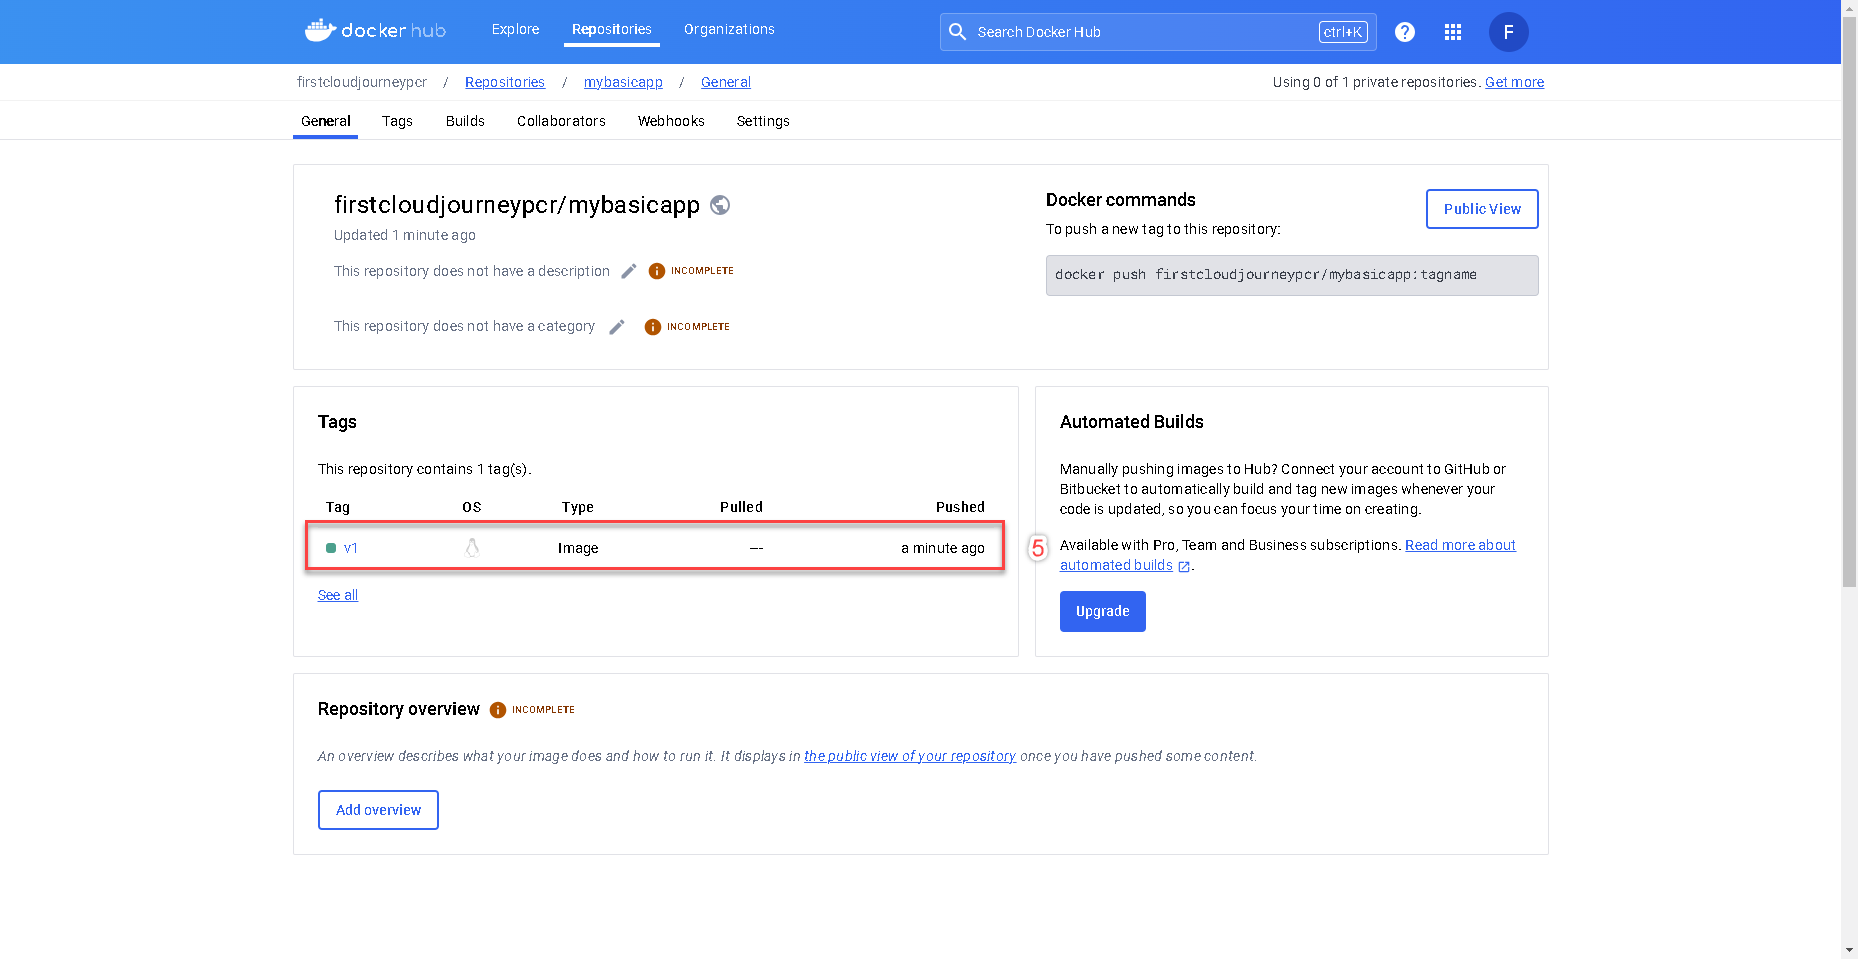 docker hub
Explore
Repositories
Organizations
Search Docker Hub
ctrl+K
?
F
firstcloudjourneypcr / Repositories / mybasicapp / General
Using 0 of 1 private repositories. Get more
General
Tags
Builds
Collaborators
Webhooks
Settings
firstcloudjourneypcr/mybasicapp
Updated 1 minute ago
This repository does not have a description
INCOMPLETE
This repository does not have a category
INCOMPLETE
Docker commands
Public View
To push a new tag to this repository:
docker push firstcloudjourneypcr/mybasicapp:tagname
Tags
This repository contains 1 tag(s).
Tag OS Type Pulled Pushed
v1 Image --- a minute ago
See all
5
Automated Builds
Manually pushing images to Hub? Connect your account to GitHub or
Bitbucket to automatically build and tag new images whenever your
code is updated, so you can focus your time on creating.
Available with Pro, Team and Business subscriptions. Read more about
automated builds .
Upgrade
Repository overview
INCOMPLETE
An overview describes what your image does and how to run it. It displays in the public view of your repository once you have pushed some content.
Add overview